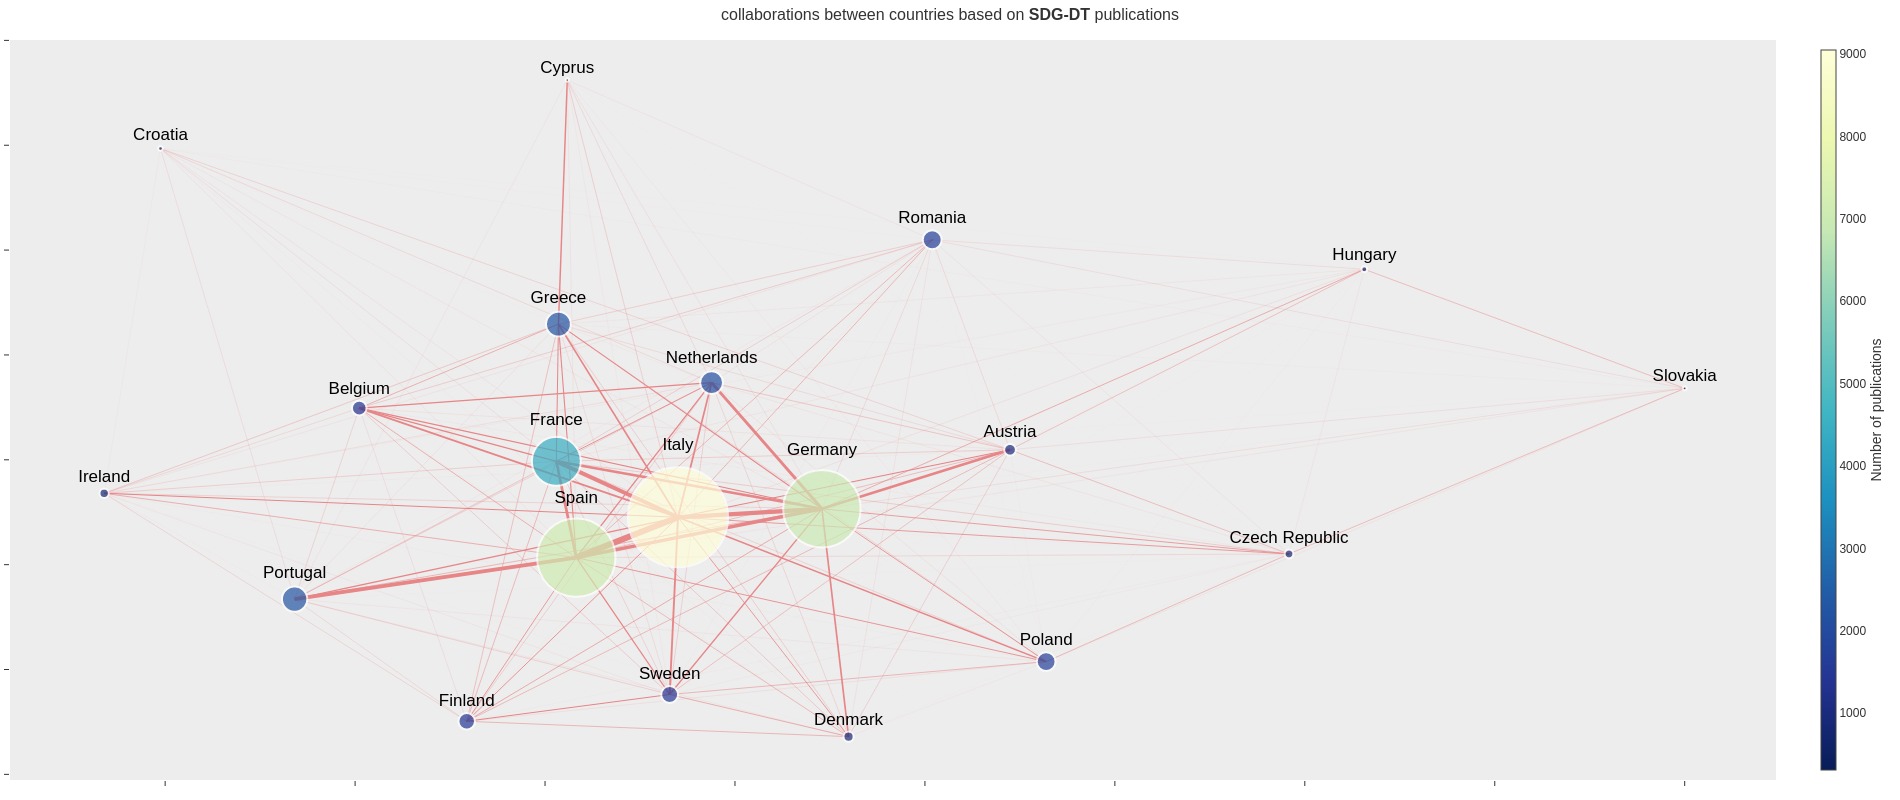 collaborations between countries based on SDG-DT publications
Cyprus
Croatia
Romania
Hungary
Greece
Netherlands
Slovakia
Belgium
France
Austria
Italy
Germany
Ireland
Spain
Czech Republic
Portugal
Poland
Sweden
Finland
Denmark
9000
8000
7000
6000
5000
4000
3000
2000
1000
Number of publications